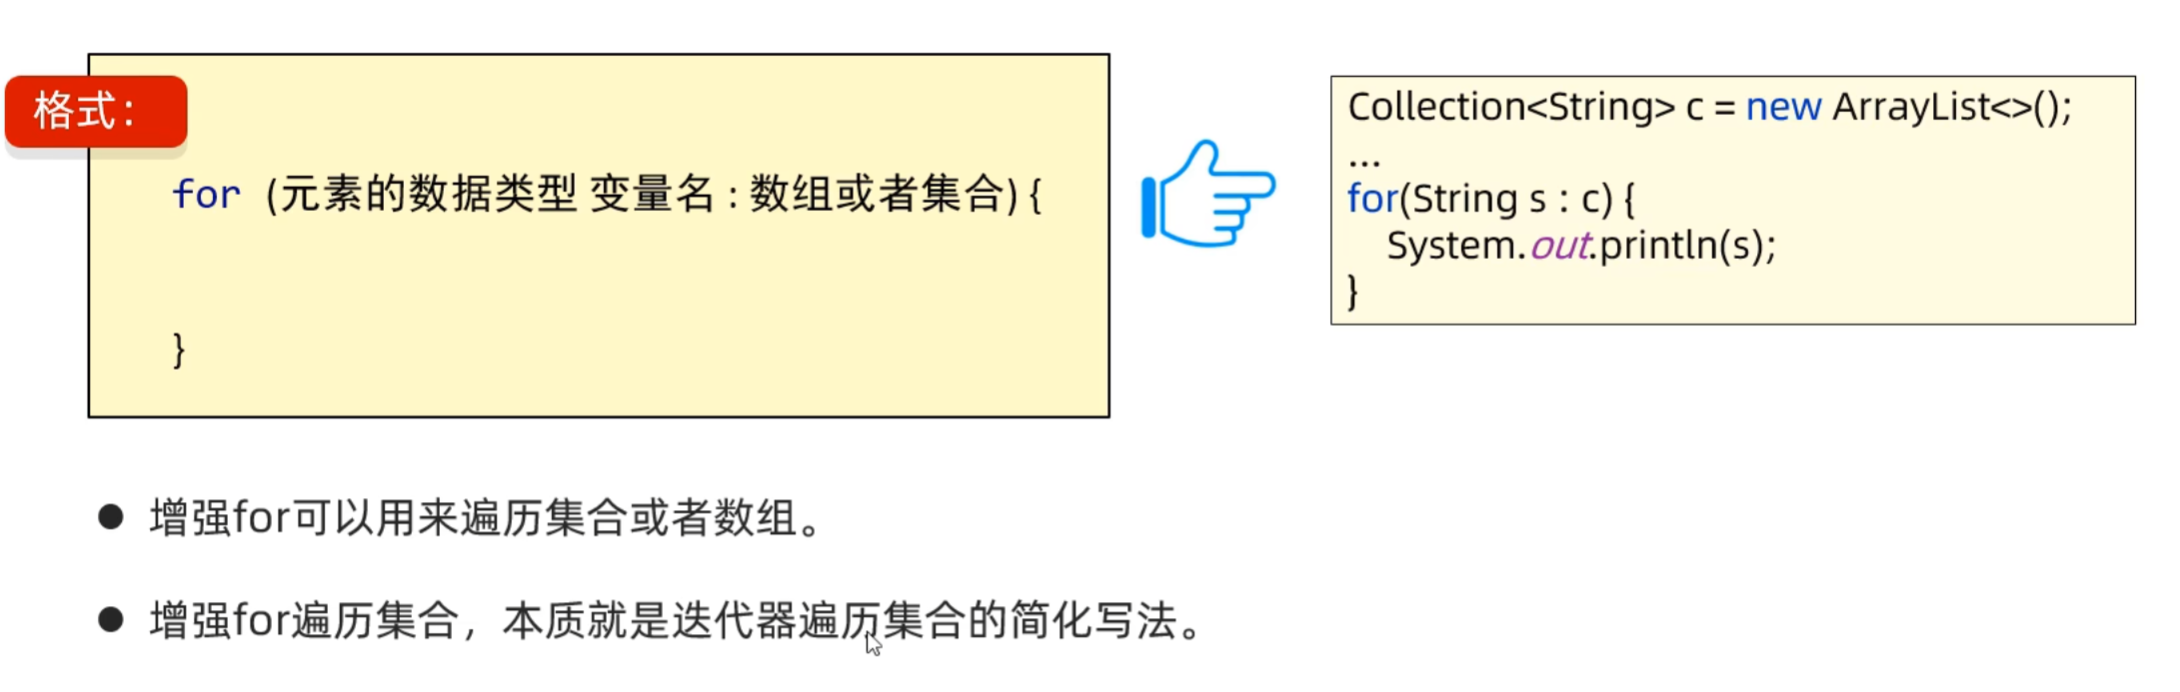 格式：
for (元素的数据类型 变量名 : 数组或者集合) {
}
Collection<String> c = new ArrayList<>();
...
for(String s : c) {
System.out.println(s);
}
增强for可以用来遍历集合或者数组。
增强for遍历集合，本质就是迭代器遍历集合的简化写法。